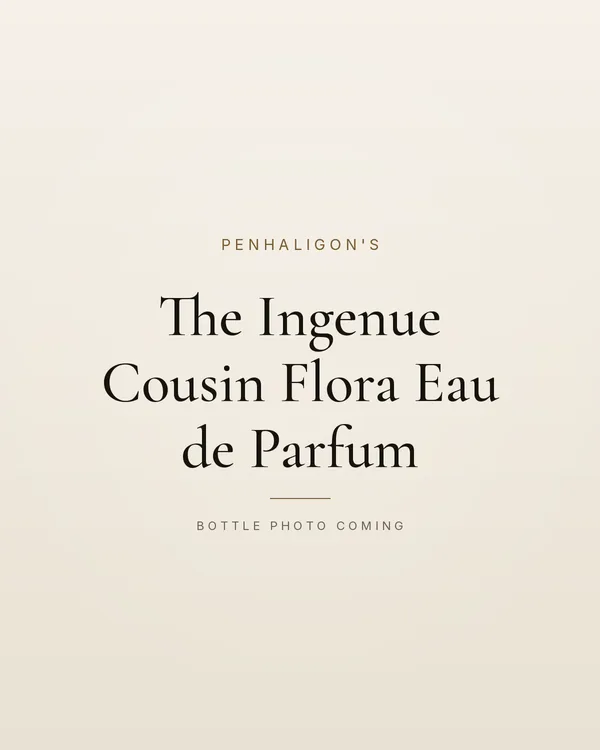 PENHALIGON'S
The Ingenue
Cousin Flora Eau
de Parfum
BOTTLE PHOTO COMING